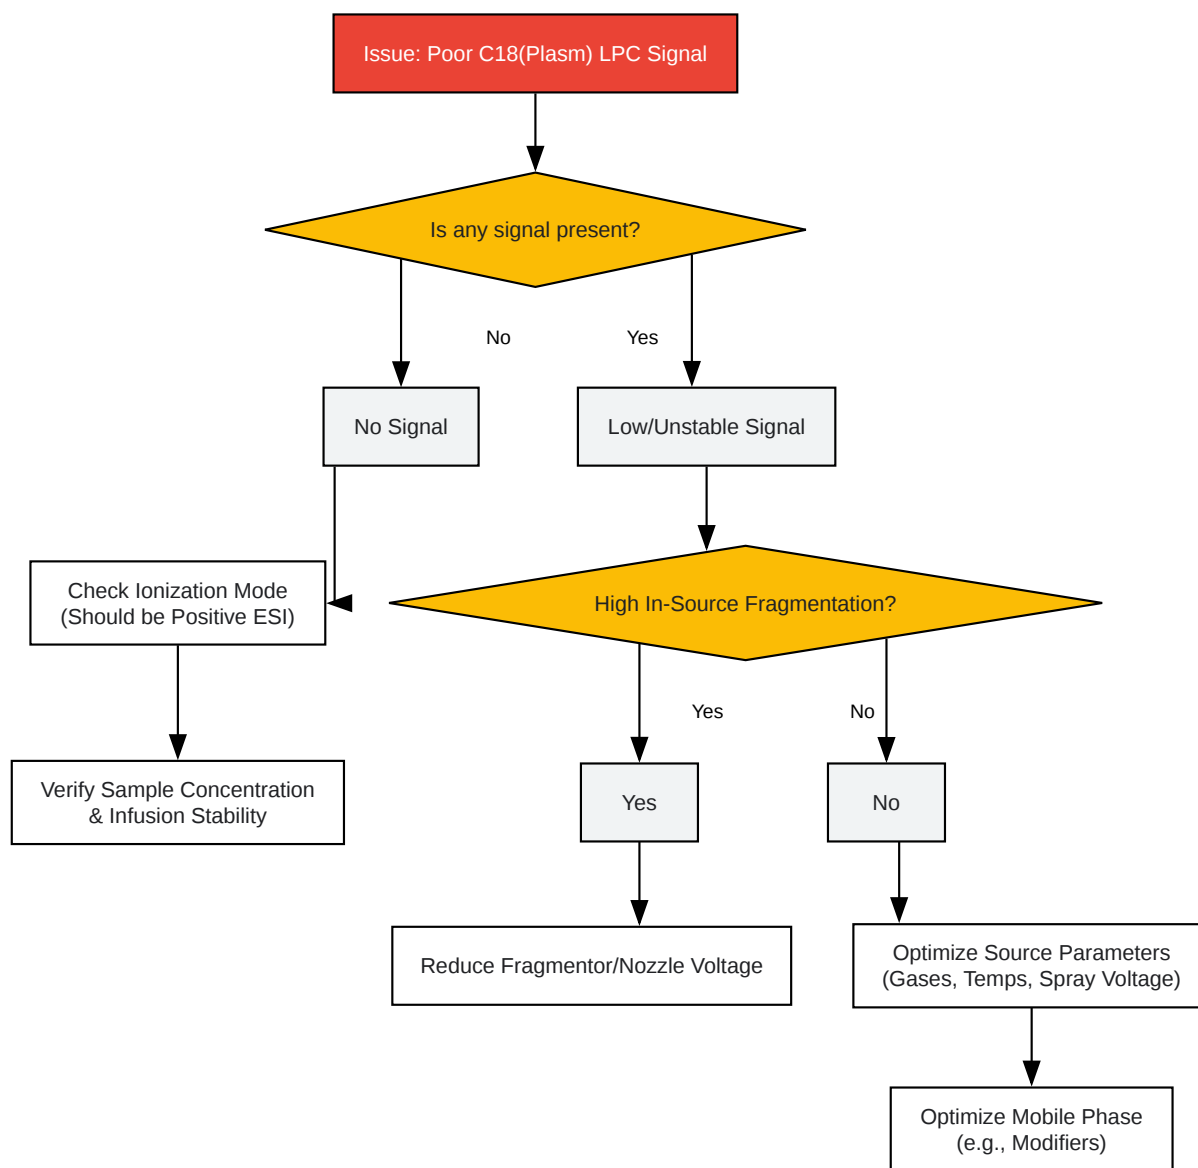 Issue: Poor C18(Plasm) LPC Signal
Is any signal present?
No
Yes
No Signal
Low/Unstable Signal
Check Ionization Mode
(Should be Positive ESI)
High In-Source Fragmentation?
Yes
No
Verify Sample Concentration
& Infusion Stability
Yes
No
Reduce Fragmentor/Nozzle Voltage
Optimize Source Parameters
(Gases, Temps, Spray Voltage)
Optimize Mobile Phase
(e.g., Modifiers)